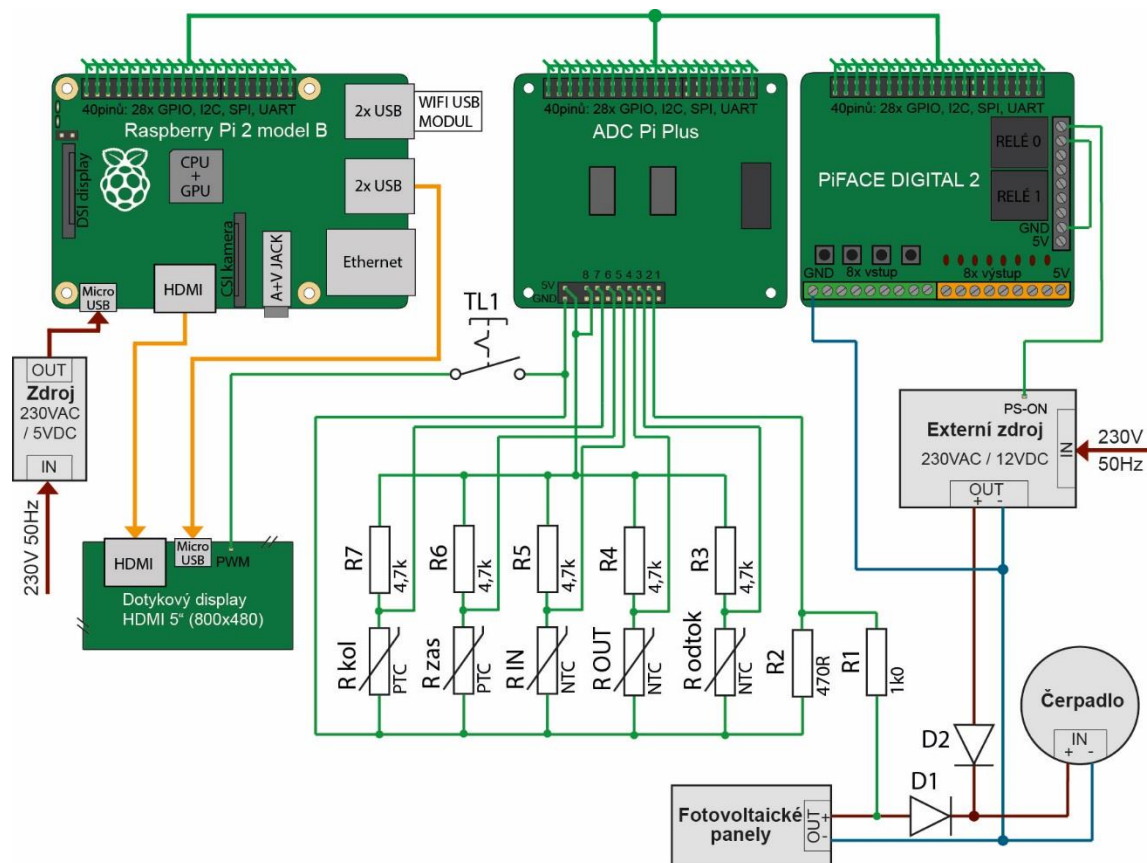 40pinů: 28x GPIO, I2C, SPI, UART
Raspberry Pi 2 model B
DSI display
CPU
+
GPU
2x USB
WIFI USB
MODUL
2x USB
CSI kamera
A+V JACK
Ethernet
HDMI
Micro
USB
40pinů: 28x GPIO, I2C, SPI, UART
ADC Pi Plus
8 7 6 5 4 3 2 1
5V
GND
40pinů: 28x GPIO, I2C, SPI, UART
RELÉ 0
PiFACE DIGITAL 2
RELÉ 1
GND
5V
GND
8x vstup
8x výstup
5V
TL1
OUT
Zdroj
230VAC
/ 5VDC
IN
230V 50Hz
HDMI
Micro
USB
PWM
Dotykový display
HDMI 5“ (800x480)
PS-ON
Externí zdroj
230VAC / 12VDC
IN
OUT
+ -
230V
50Hz
R7
4,7k
R6
4,7k
R5
4,7k
R4
4,7k
R3
4,7k
R kol
PTC
R zas
PTC
R IN
NTC
R OUT
NTC
R odtok
NTC
R2
470R
R1
1k0
Čerpadlo
IN
+ -
D2
D1
Fotovoltaické
panely
OUT
+
-